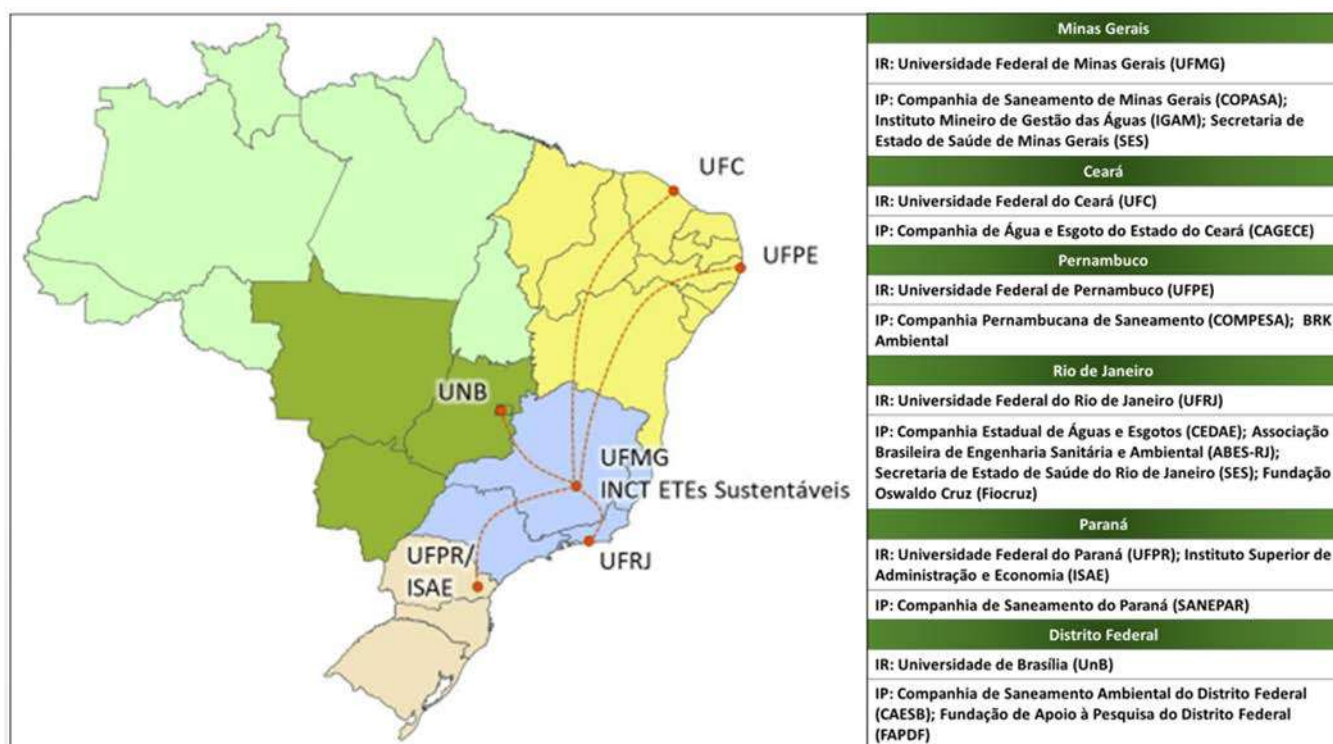 UFC
UFPE
UNB
UFMG
INCT ETEs Sustentáveis
UFPR/
ISAE
UFRJ
Minas Gerais
IR: Universidade Federal de Minas Gerais (UFMG)
IP: Companhia de Saneamento de Minas Gerais (COPASA);
Instituto Mineiro de Gestão das Águas (IGAM); Secretaria de
Estado de Saúde de Minas Gerais (SES)
Ceará
IR: Universidade Federal do Ceará (UFC)
IP: Companhia de Água e Esgoto do Estado do Ceará (CAGECE)
Pernambuco
IR: Universidade Federal de Pernambuco (UFPE)
IP: Companhia Pernambucana de Saneamento (COMPESA); BRK
Ambiental
Rio de Janeiro
IR: Universidade Federal do Rio de Janeiro (UFRJ)
IP: Companhia Estadual de Águas e Esgotos (CEDAE); Associação
Brasileira de Engenharia Sanitária e Ambiental (ABES-RJ);
Secretaria de Estado de Saúde do Rio de Janeiro (SES); Fundação
Oswaldo Cruz (Fiocruz)
Paraná
IR: Universidade Federal do Paraná (UFPR); Instituto Superior de
Administração e Economia (ISAE)
IP: Companhia de Saneamento do Paraná (SANEPAR)
Distrito Federal
IR: Universidade de Brasília (UnB)
IP: Companhia de Saneamento Ambiental do Distrito Federal
(CAESB); Fundação de Apoio à Pesquisa do Distrito Federal
(FAPDF)